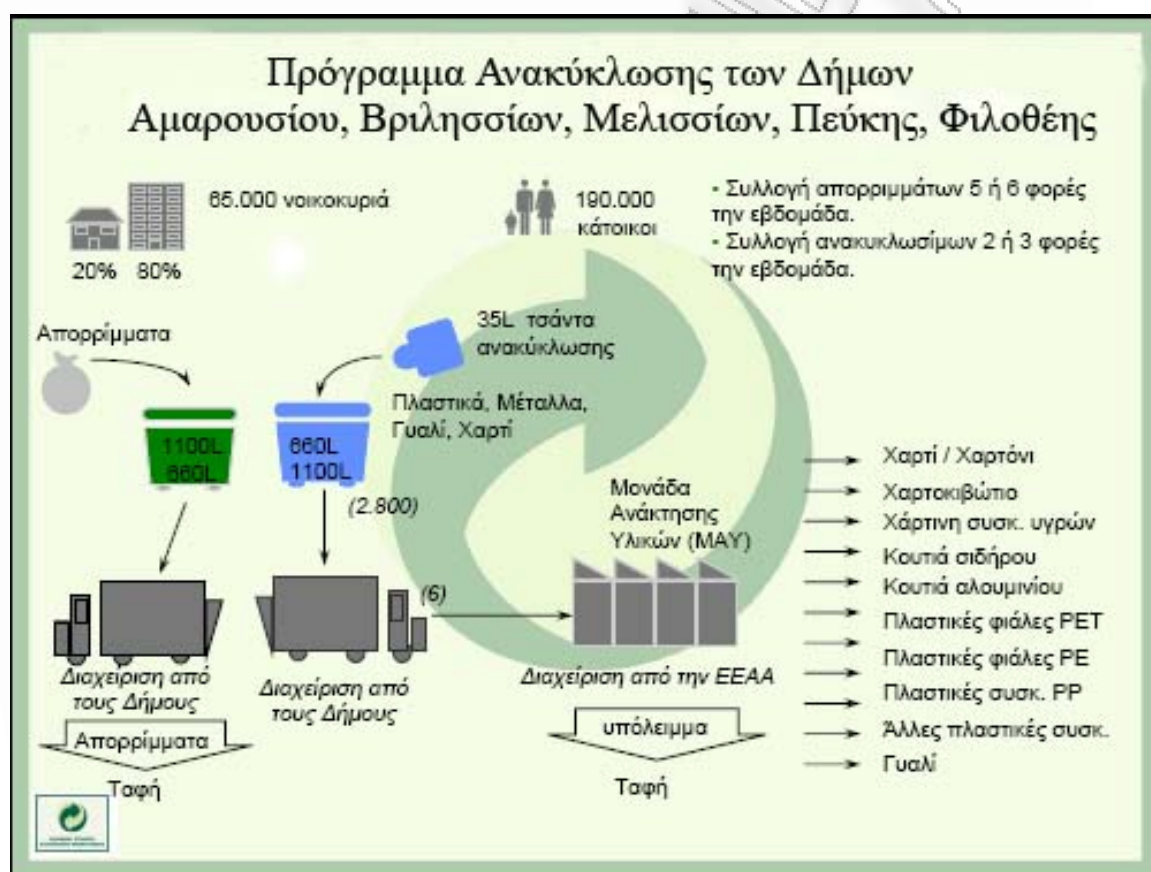 Πρόγραμμα Ανακύκλωσης των Δήμων
Αμαρουσίου, Βριλησσίων, Μελισσίων, Πεύκης, Φιλοθέης
65.000 νοικοκυριά
20% 80%
190.000
κάτοικοι
• Συλλογή απορριμμάτων 5 ή 6 φορές
την εβδομάδα.
• Συλλογή ανακυκλωσίμων 2 ή 3 φορές
την εβδομάδα.
Απορρίμματα
35L τσάντα
ανακύκλωσης
Πλαστικά, Μέταλλα,
Γυαλί, Χαρτί
1100L
660L
660L
1100L
(2.800)
(6)
Μονάδα
Ανάκτησης
Υλικών (ΜΑΥ)
Διαχείριση από
τους Δήμους
Διαχείριση από
τους Δήμους
Διαχείριση από την ΕΕΑΑ
Απορρίμματα
Ταφή
υπόλειμμα
Ταφή
Χαρτί / Χαρτόνι
Χαρτοκιβώτιο
Χάρτινη συσκ. υγρών
Κουτιά σιδήρου
Κουτιά αλουμινίου
Πλαστικές φιάλες PET
Πλαστικές φιάλες PE
Πλαστικές συσκ. PP
Άλλες πλαστικές συσκ.
Γυαλί